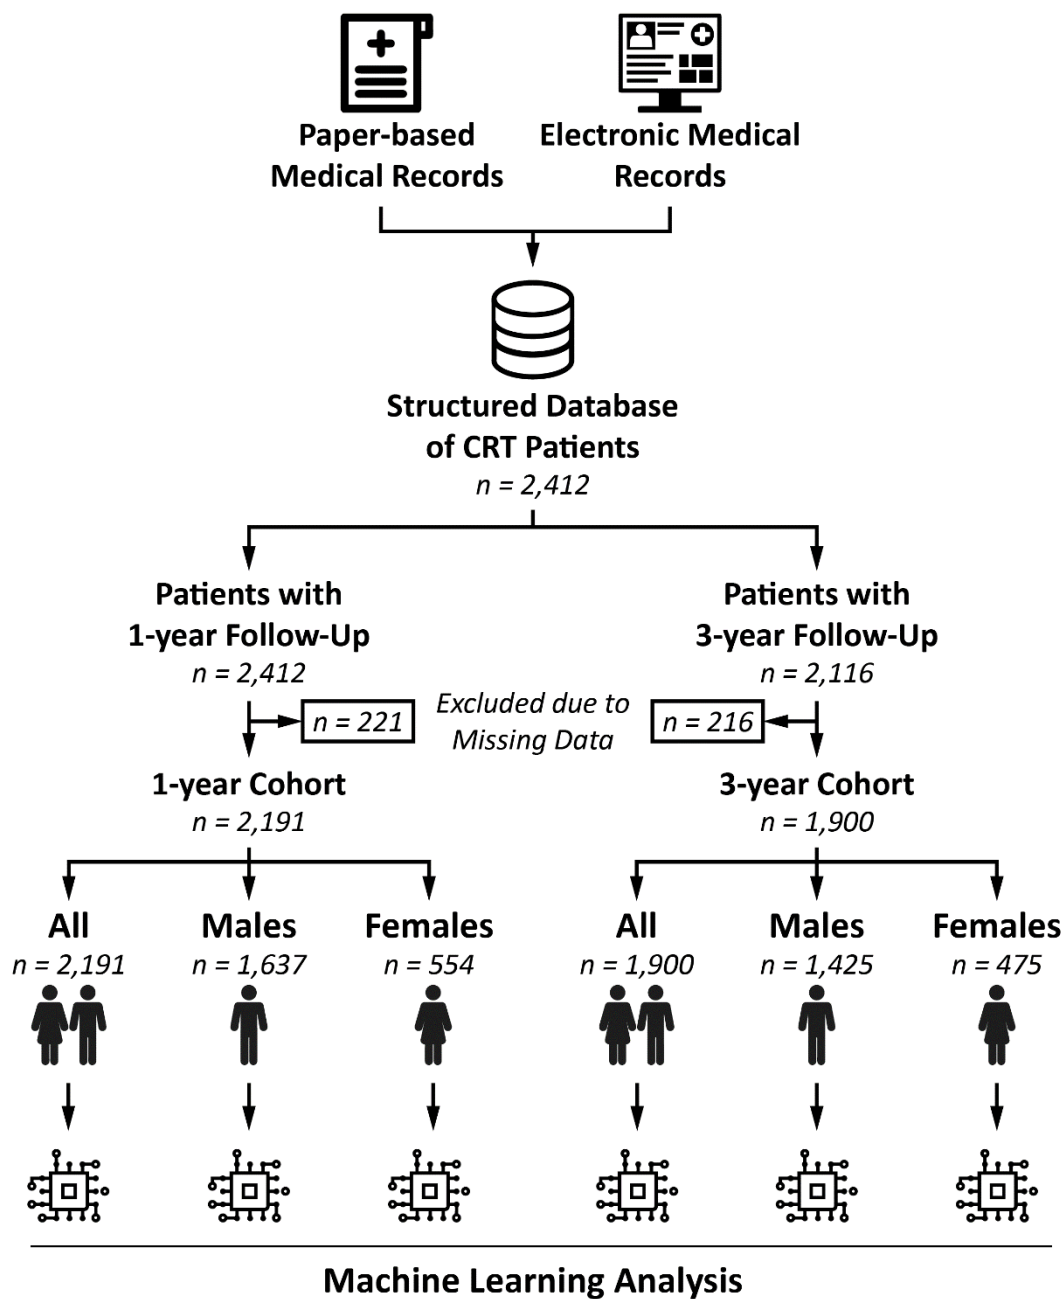 Paper-based
Medical Records
Electronic Medical
Records
Structured Database
of CRT Patients
n = 2,412
Patients with
1-year Follow-Up
n = 2,412
Patients with
3-year Follow-Up
n = 2,116
n = 221
Excluded due to
Missing Data
n = 216
1-year Cohort
n = 2,191
3-year Cohort
n = 1,900
All
n = 2,191
Males
n = 1,637
Females
n = 554
All
n = 1,900
Males
n = 1,425
Females
n = 475
Machine Learning Analysis